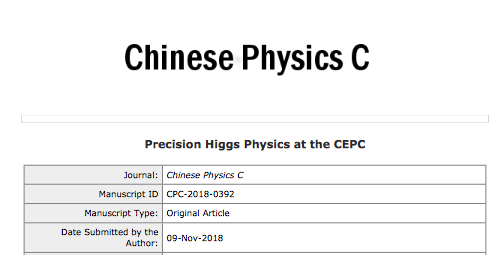 Chinese Physics C
Precision Higgs Physics at the CEPC
Journal: Chinese Physics C
Manuscript ID CPC-2018-0392
Manuscript Type: Original Article
Date Submitted by the
Author: 09-Nov-2018